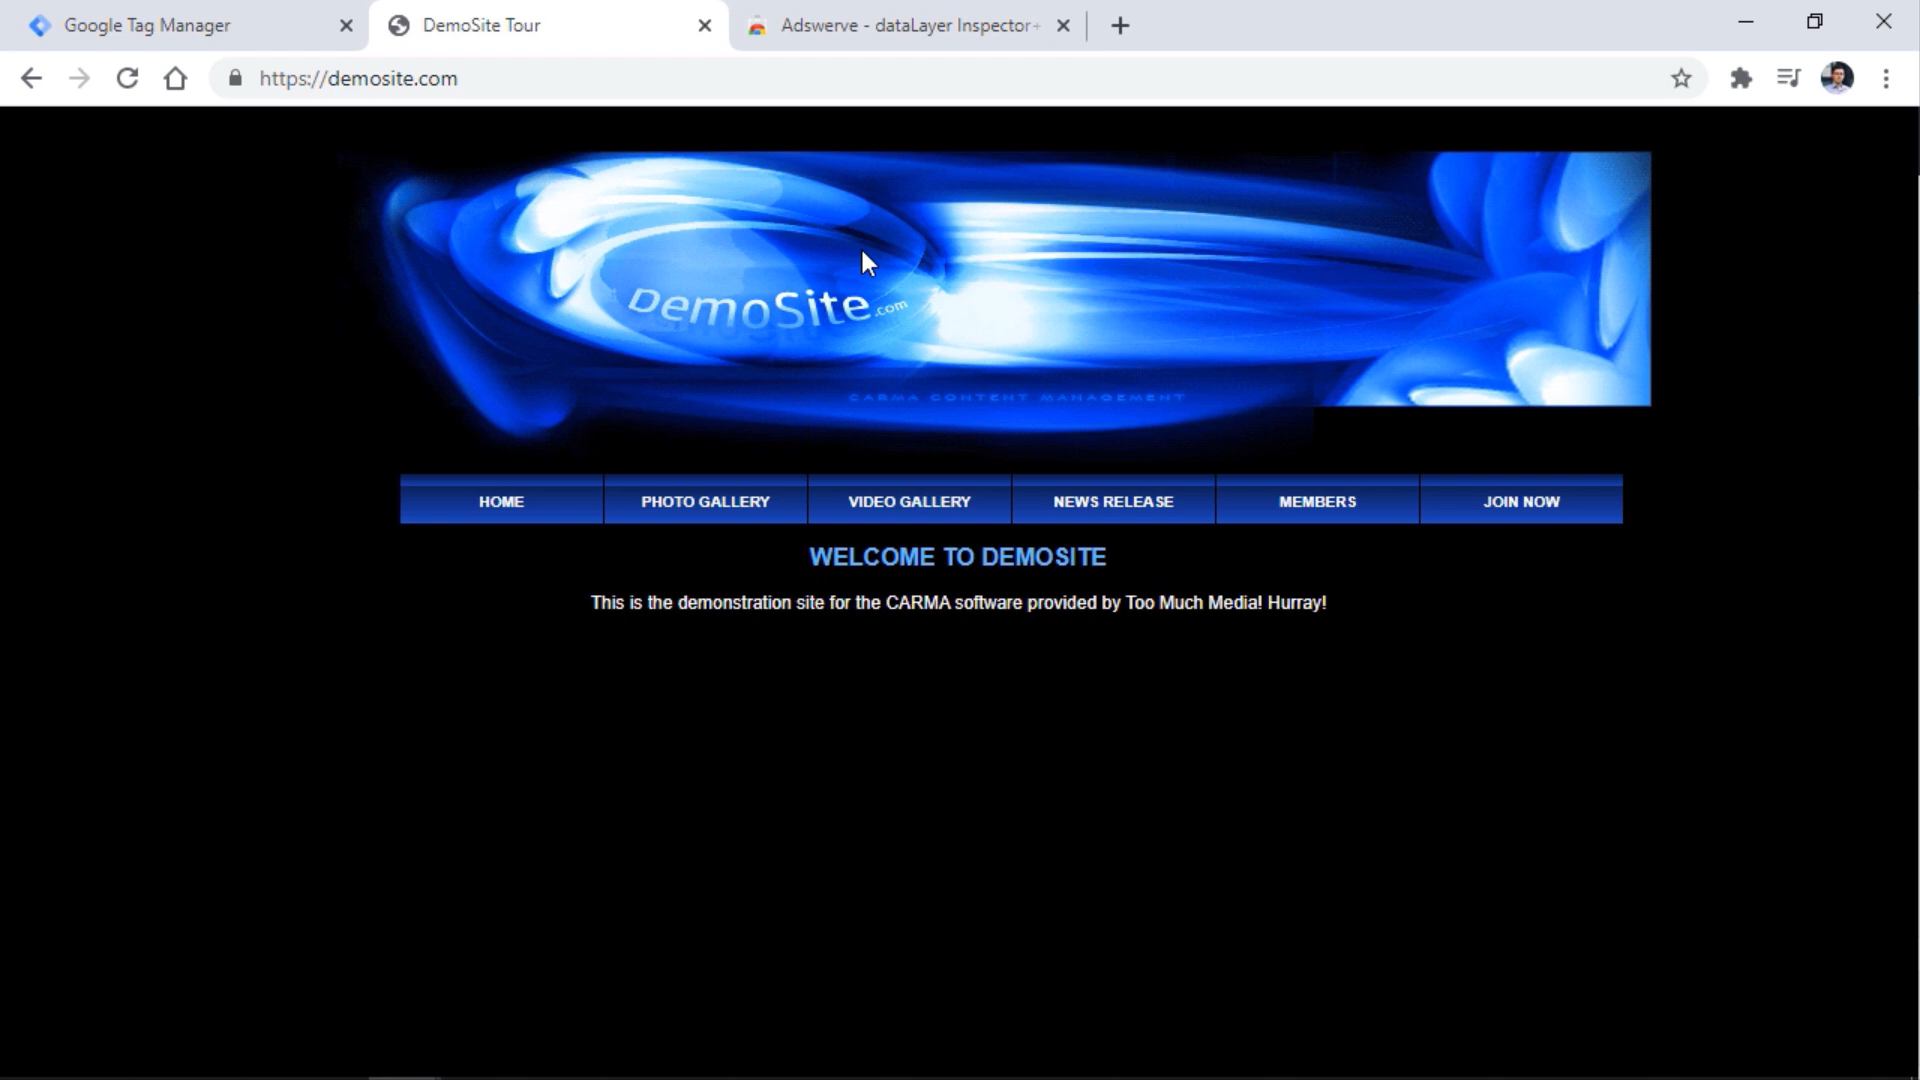 Google Tag Manager
DemoSite Tour
Adswerve - dataLayer Inspector+
https://demosite.com
DemoSite.com
CARMA CONTENT MANAGEMENT
HOME
PHOTO GALLERY
VIDEO GALLERY
NEWS RELEASE
MEMBERS
JOIN NOW
WELCOME TO DEMOSITE
This is the demonstration site for the CARMA software provided by Too Much Media! Hurray!